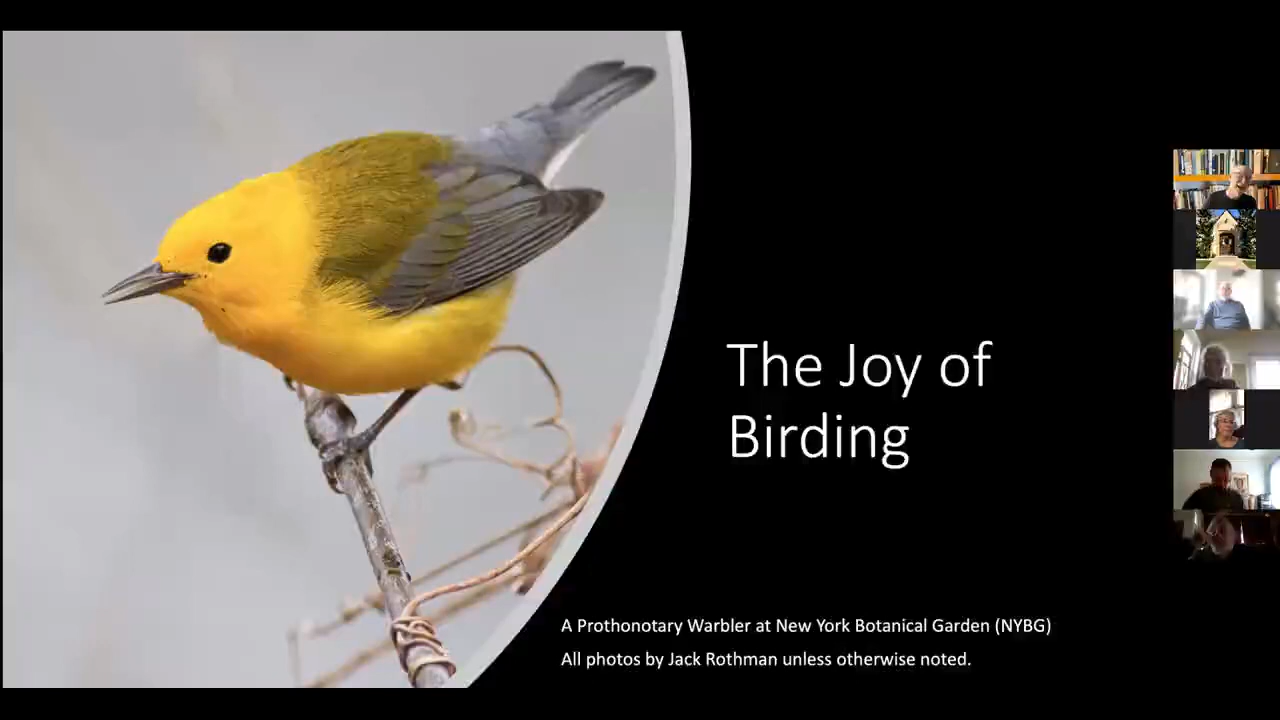 The Joy of
Birding
A Prothonotary Warbler at New York Botanical Garden (NYBG)
All photos by Jack Rothman unless otherwise noted.